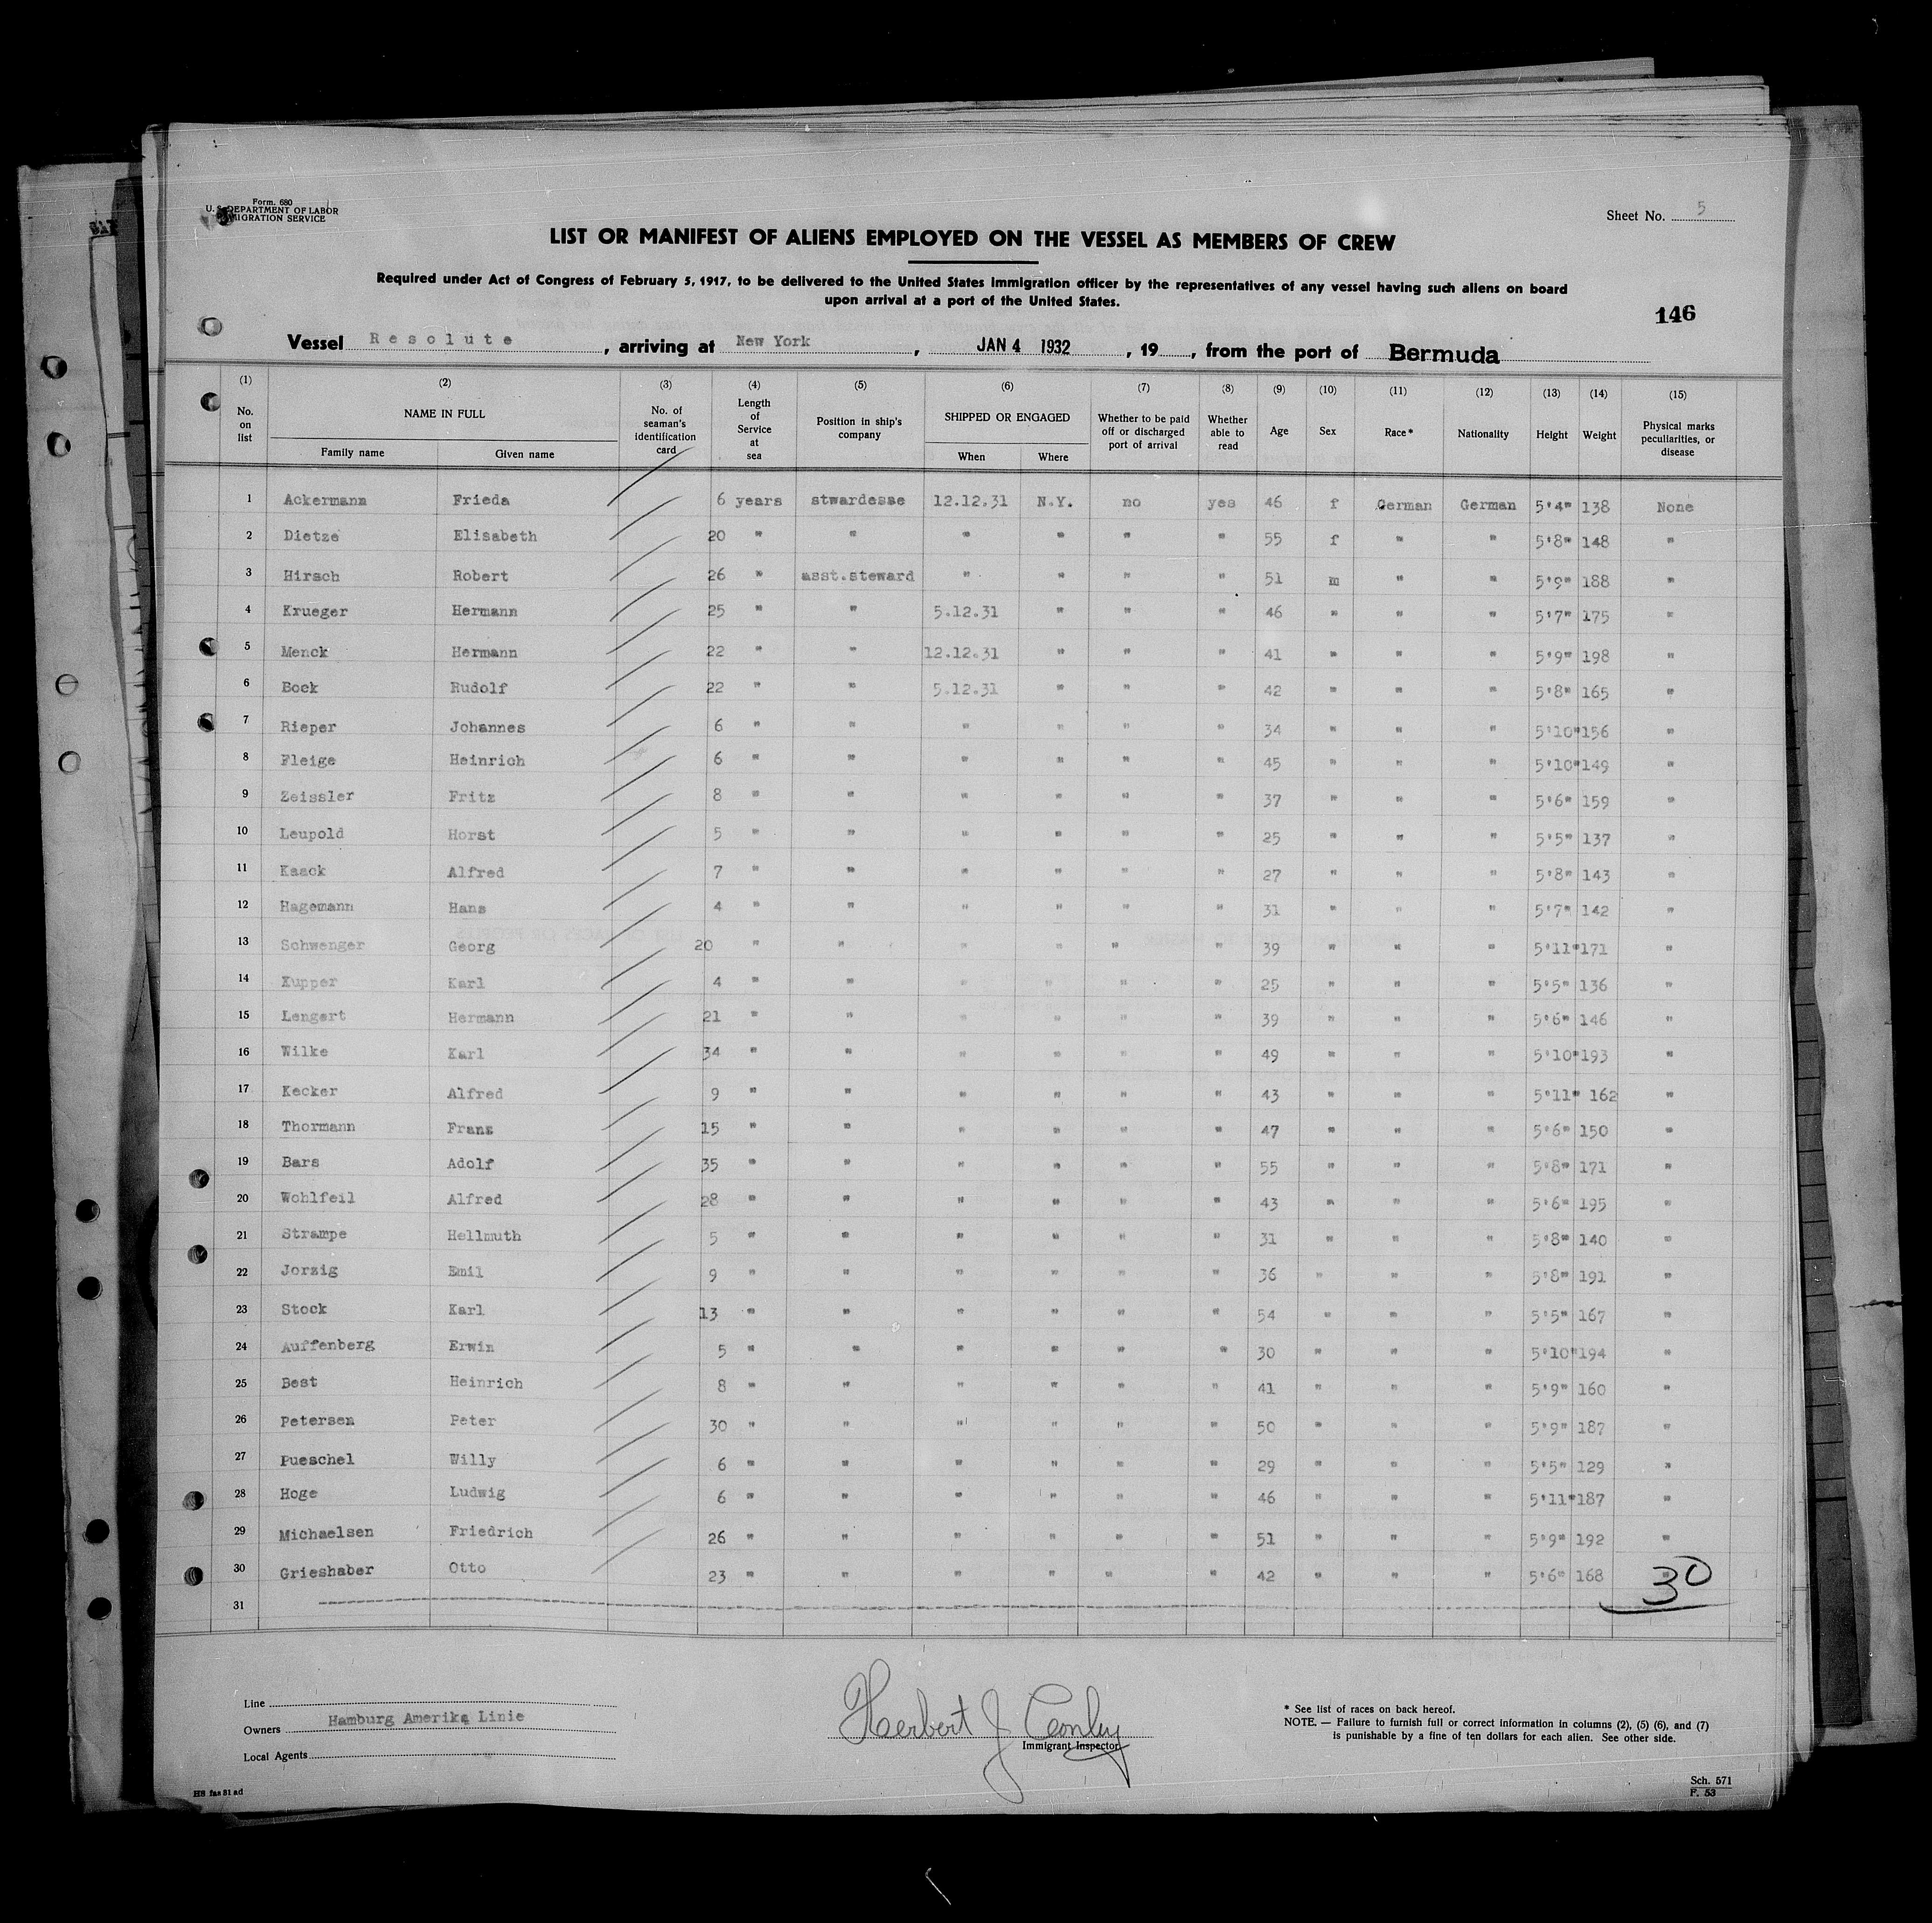 Form. 680
U. S. DEPARTMENT OF LABOR
IMMIGRATION SERVICE
Sheet No. 5
LIST OR MANIFEST OF ALIENS EMPLOYED ON THE VESSEL AS MEMBERS OF CREW
Required under Act of Congress of February 5, 1917, to be delivered to the United States Immigration officer by the representatives of any vessel having such aliens on board
upon arrival at a port of the United States.
146
Vessel Resolute, arriving at New York, JAN 4 1932, 19, from the port of Bermuda
(1) (2) (3) (4) (5) (6) (7) (8) (9) (10) (11) (12) (13) (14) (15)
No. on list NAME IN FULL Family name Given name No. of seaman's identification card Length of Service at sea Position in ship's company SHIPPED OR ENGAGED When Where Whether to be paid off or discharged port of arrival Whether able to read Age Sex Race* Nationality Height Weight Physical marks peculiarities, or disease
1 Ackermann Frieda 6 years stwardesse 12.12.31 N.Y. no yes 46 f German German 5'4" 138 None
2 Dietze Elisabeth 20 " " " " " " 55 f " " 5'8" 148 "
3 Hirsch Robert 26 " asst.steward " " " " 51 m " " 5'9" 188 "
4 Krueger Hermann 25 " " 5.12.31 " " " 46 " " " 5'7" 175 "
5 Menck Hermann 22 " " 12.12.31 " " " 41 " " " 5'9" 198 "
6 Bock Rudolf 22 " " 5.12.31 " " " 42 " " " 5'8" 165 "
7 Rieper Johannes 6 " " " " " " 34 " " " 5'10" 156 "
8 Fleige Heinrich 6 " " " " " " 45 " " " 5'10" 149 "
9 Zeissler Fritz 8 " " " " " " 37 " " " 5'6" 159 "
10 Leupold Horst 5 " " " " " " 25 " " " 5'5" 137 "
11 Kaack Alfred 7 " " " " " " 27 " " " 5'8" 143 "
12 Hagemann Hans 4 " " " " " " 31 " " " 5'7" 142 "
13 Schwenger Georg 20 " " " " " " 39 " " " 5'11" 171 "
14 Kupper Karl 4 " " " " " " 25 " " " 5'5" 136 "
15 Lengert Hermann 21 " " " " " " 39 " " " 5'6" 146 "
16 Wilke Karl 34 " " " " " " 49 " " " 5'10" 193 "
17 Kecker Alfred 9 " " " " " " 43 " " " 5'11" 162 "
18 Thormann Franz 15 " " " " " " 47 " " " 5'6" 150 "
19 Bars Adolf 35 " " " " " " 55 " " " 5'8" 171 "
20 Wohlfeil Alfred 28 " " " " " " 43 " " " 5'6" 195 "
21 Strampe Hellmuth 5 " " " " " " 31 " " " 5'8" 140 "
22 Jorzig Emil 9 " " " " " " 36 " " " 5'8" 191 "
23 Stock Karl 13 " " " " " " 54 " " " 5'5" 167 "
24 Auffenberg Erwin 5 " " " " " " 30 " " " 5'10" 194 "
25 Best Heinrich 8 " " " " " " 41 " " " 5'9" 160 "
26 Petersen Peter 30 " " " " " " 50 " " " 5'9" 187 "
27 Pueschel Willy 6 " " " " " " 29 " " " 5'5" 129 "
28 Hoge Ludwig 6 " " " " " " 46 " " " 5'11" 187 "
29 Michaelsen Friedrich 26 " " " " " " 51 " " " 5'9" 192 "
30 Grieshaber Otto 23 " " " " " " 42 " " " 5'6" 168 "
30
31
Line
Owners Hamburg Amerika Linie
Local Agents
Herbert J Conley
Immigrant Inspector
* See list of races on back hereof.
NOTE. — Failure to furnish full or correct information in columns (2), (5) (6), and (7)
is punishable by a fine of ten dollars for each alien. See other side.
Sch. 571
F. 53